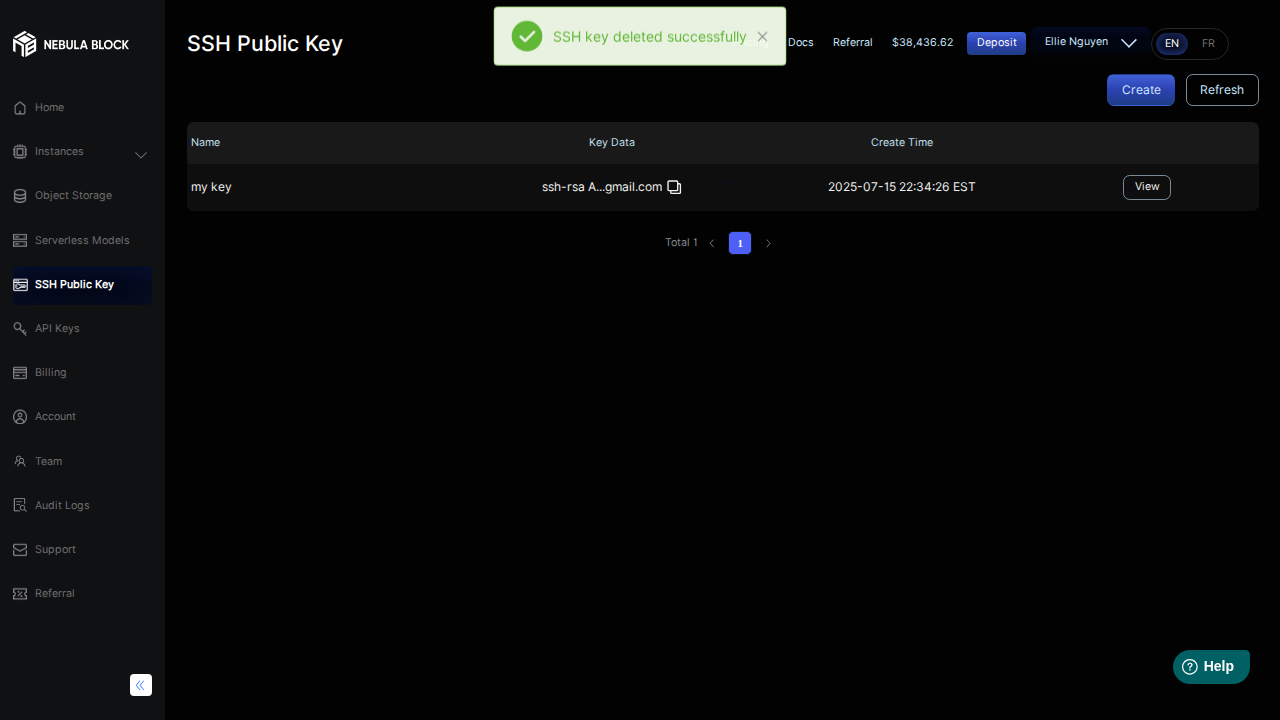 NEBULA BLOCK
Home
Instances
Object Storage
Serverless Models
SSH Public Key
API Keys
Billing
Account
Team
Audit Logs
Support
Referral
SSH Public Key
SSH key deleted successfully
Docs
Referral
$38,436.62
Deposit
Ellie Nguyen
EN
FR
Create
Refresh
Name
Key Data
Create Time
my key
ssh-rsa A...gmail.com
2025-07-15 22:34:26 EST
View
Total 1
1
Help